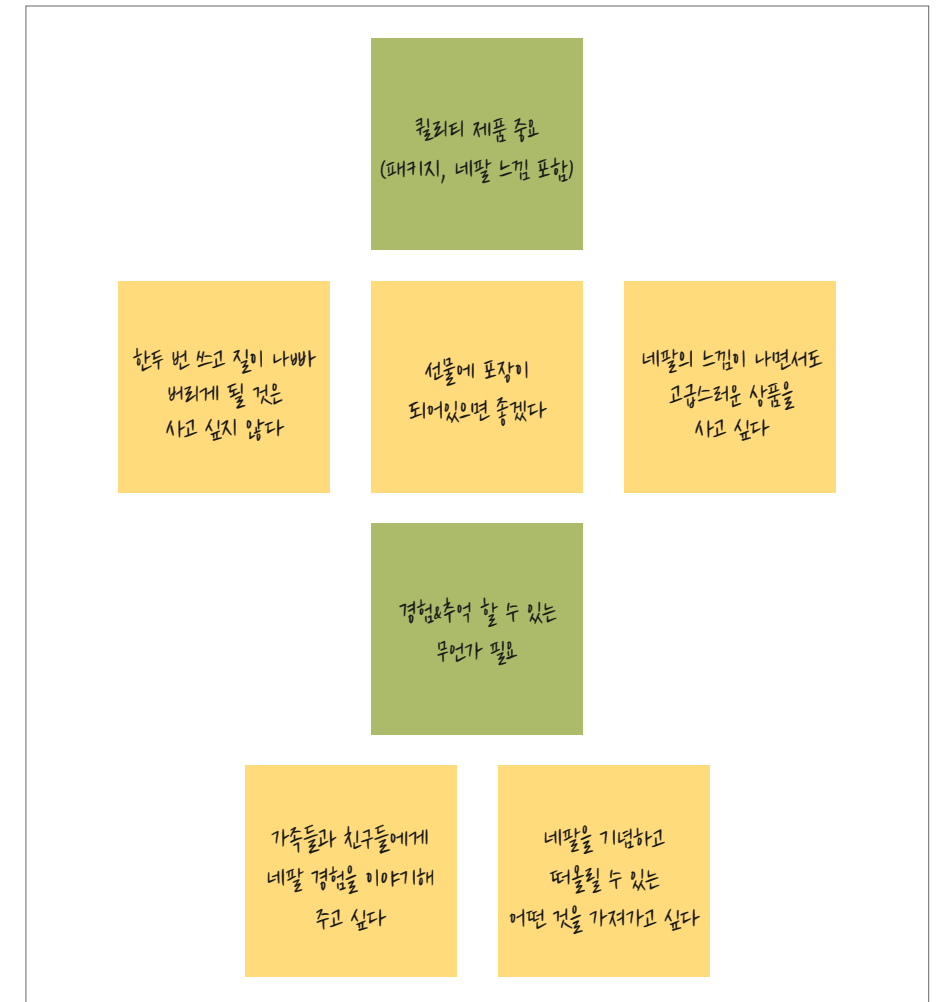 퀄리티 제품 중요
(패키지, 네팔 느낌 포함)
한두 번 쓰고 질이 나빠
버리게 될 것은
사고 싶지 않다
선물에 포장이
되어있으면 좋겠다
네팔의 느낌이 나면서도
고급스러운 상품을
사고 싶다
경험&추억 할 수 있는
무언가 필요
가족들과 친구들에게
네팔 경험을 이야기해
주고 싶다
네팔을 기념하고
떠올릴 수 있는
어떤 것을 가져가고 싶다